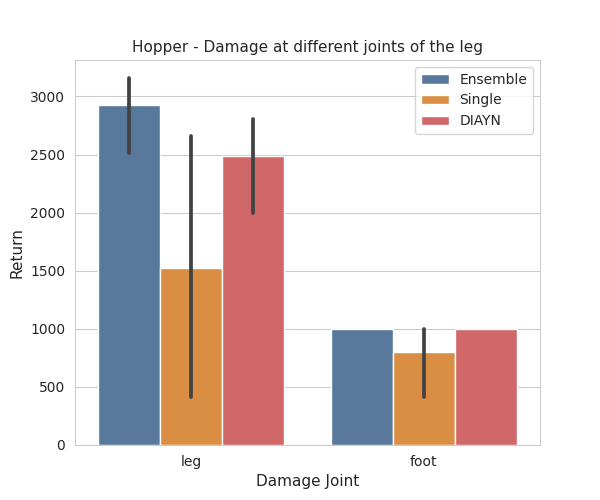 Hopper - Damage at different joints of the leg
Ensemble
Single
DIAYN
3000
2500
2000
1500
1000
500
0
Return
leg
foot
Damage Joint